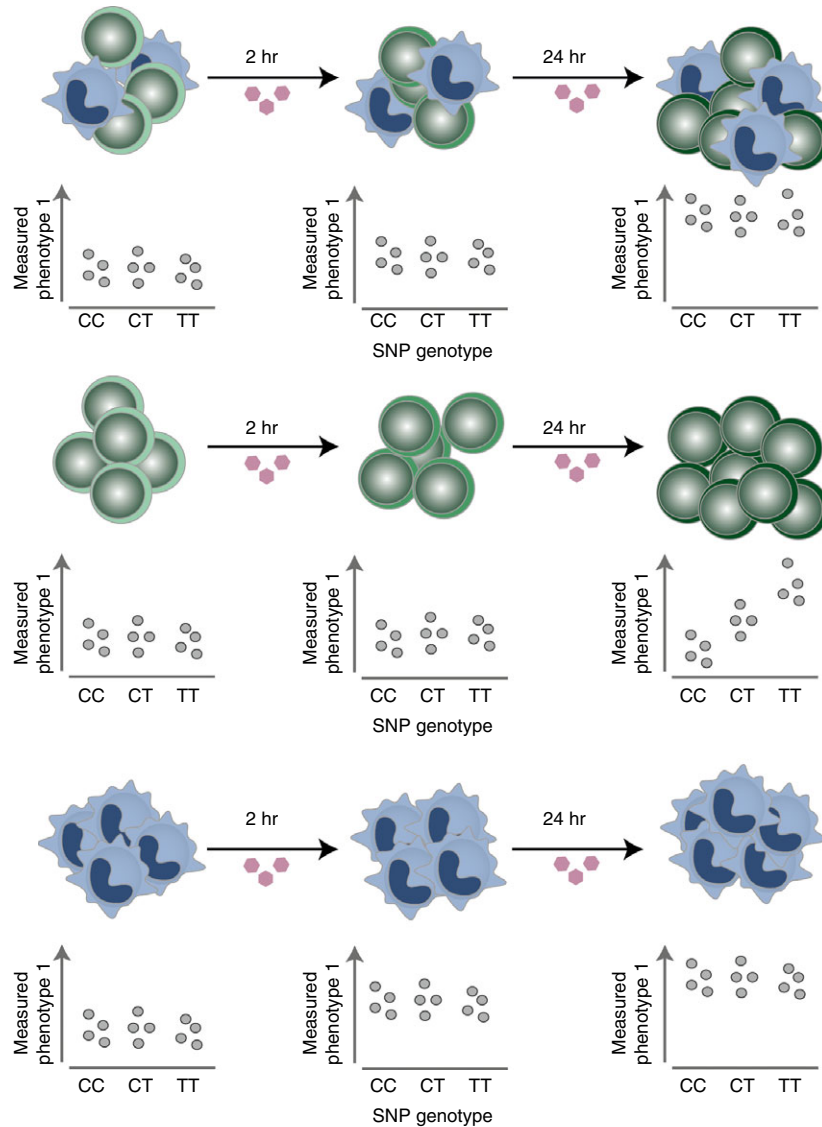 2 hr
24 hr
Measured
phenotype 1
Measured
phenotype 1
Measured
phenotype 1
CC CT TT
CC CT TT
CC CT TT
SNP genotype
2 hr
24 hr
Measured
phenotype 1
Measured
phenotype 1
Measured
phenotype 1
CC CT TT
CC CT TT
CC CT TT
SNP genotype
2 hr
24 hr
Measured
phenotype 1
Measured
phenotype 1
Measured
phenotype 1
CC CT TT
CC CT TT
CC CT TT
SNP genotype